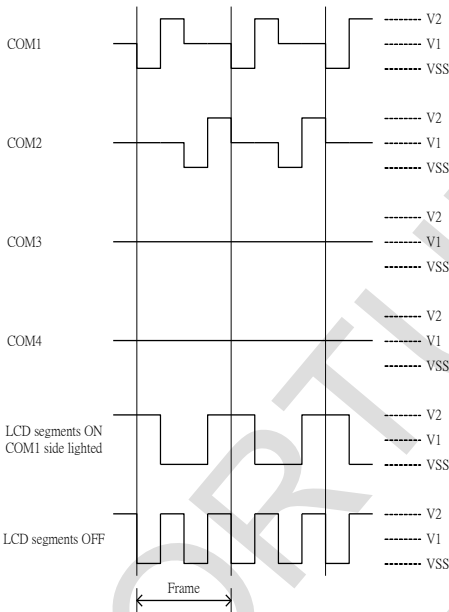 COM1
V2
V1
VSS
COM2
V2
V1
VSS
COM3
V2
V1
VSS
COM4
V2
V1
VSS
LCD segments ON
COM1 side lighted
V2
V1
VSS
LCD segments OFF
V2
V1
VSS
Frame